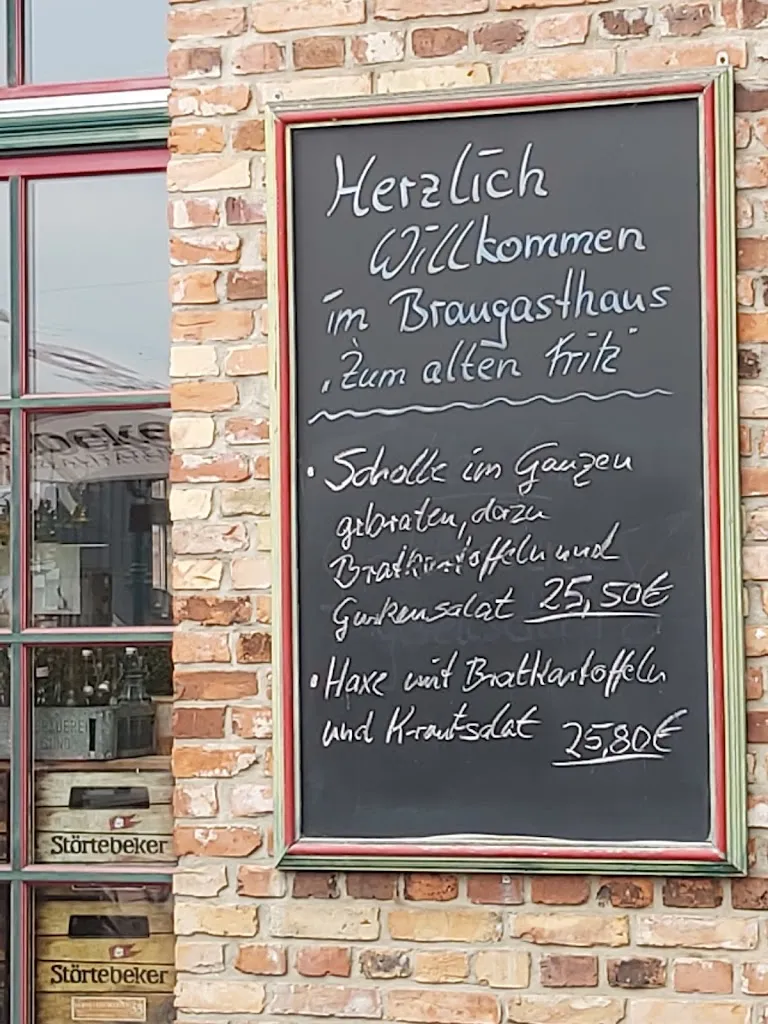 Herzlich
Willkommen
im Braugasthaus
„Zum alten Fritz"
• Scholle im Ganzen
gebraten, dazu
Bratkartoffeln und
Gurkensalat 25,50€
• Haxe mit Bratkartoffeln
und Krautsalat 25,80€
Störtebeker
Störtebeker